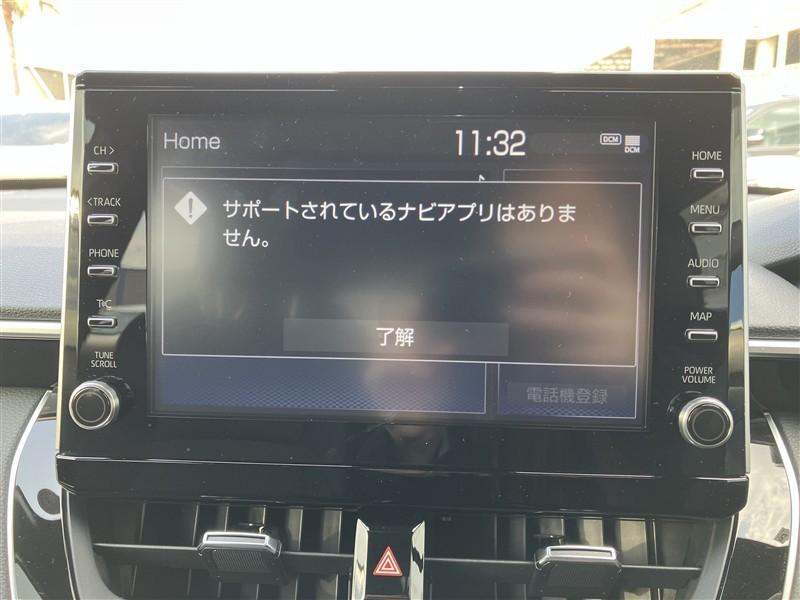 CH >
< TRACK
PHONE
T•C
TUNE
SCROLL
Home
11:32
DCM
DCM
サポートされているナビアプリはありま
せん。
了解
電話機登録
HOME
MENU
AUDIO
MAP
POWER
VOLUME